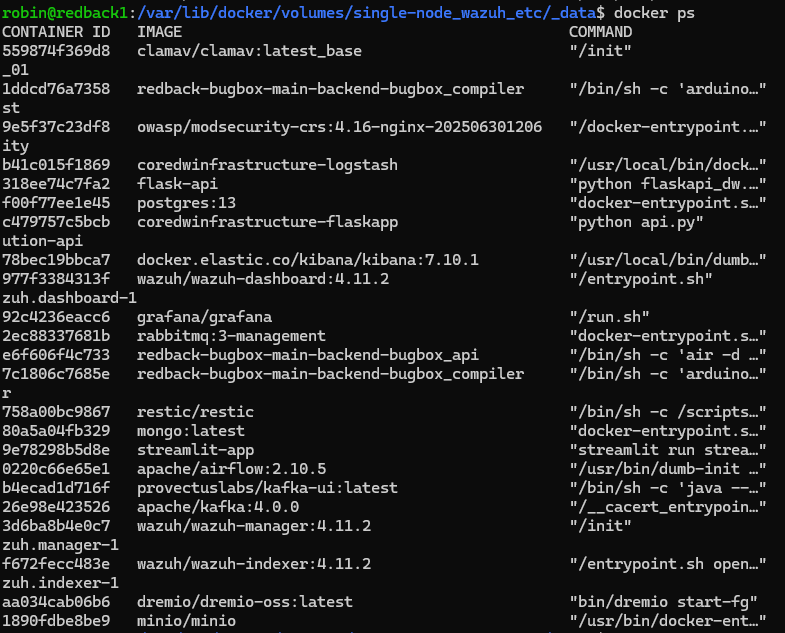 robin@redback1:/var/lib/docker/volumes/single-node_wazuh_etc/_data$ docker ps
CONTAINER ID   IMAGE                                          COMMAND
559874f369d8   clamav/clamav:latest_base                      "/init"
_01
1ddcd76a7358   redback-bugbox-main-backend-bugbox_compiler    "/bin/sh -c 'arduino…"
st
9e5f37c23df8   owasp/modsecurity-crs:4.16-nginx-202506301206  "/docker-entrypoint.…"
ity
b41c015f1869   coredwinfrastructure-logstash                  "/usr/local/bin/dock…"
318ee74c7fa2   flask-api                                      "python flaskapi_dw.…"
f00f77ee1e45   postgres:13                                    "docker-entrypoint.s…"
c479757c5bcb   coredwinfrastructure-flaskapp                  "python api.py"
ution-api
78bec19bbca7   docker.elastic.co/kibana/kibana:7.10.1         "/usr/local/bin/dumb…"
977f3384313f   wazuh/wazuh-dashboard:4.11.2                   "/entrypoint.sh"
zuh.dashboard-1
92c4236eacc6   grafana/grafana                                "/run.sh"
2ec88337681b   rabbitmq:3-management                          "docker-entrypoint.s…"
e6f606f4c733   redback-bugbox-main-backend-bugbox_api         "/bin/sh -c 'air -d …"
7c1806c7685e   redback-bugbox-main-backend-bugbox_compiler    "/bin/sh -c 'arduino…"
r
758a00bc9867   restic/restic                                  "/bin/sh -c /scripts…"
80a5a04fb329   mongo:latest                                   "docker-entrypoint.s…"
9e78298b5d8e   streamlit-app                                  "streamlit run strea…"
0220c66e65e1   apache/airflow:2.10.5                          "/usr/bin/dumb-init …"
b4ecad1d716f   provectuslabs/kafka-ui:latest                  "/bin/sh -c 'java --…"
26e98e423526   apache/kafka:4.0.0                             "/__cacert_entrypoin…"
3d6ba8b4e0c7   wazuh/wazuh-manager:4.11.2                     "/init"
zuh.manager-1
f672fecc483e   wazuh/wazuh-indexer:4.11.2                     "/entrypoint.sh open…"
zuh.indexer-1
aa034cab06b6   dremio/dremio-oss:latest                       "bin/dremio start-fg"
1890fdbe8be9   minio/minio                                    "/usr/bin/docker-ent…"